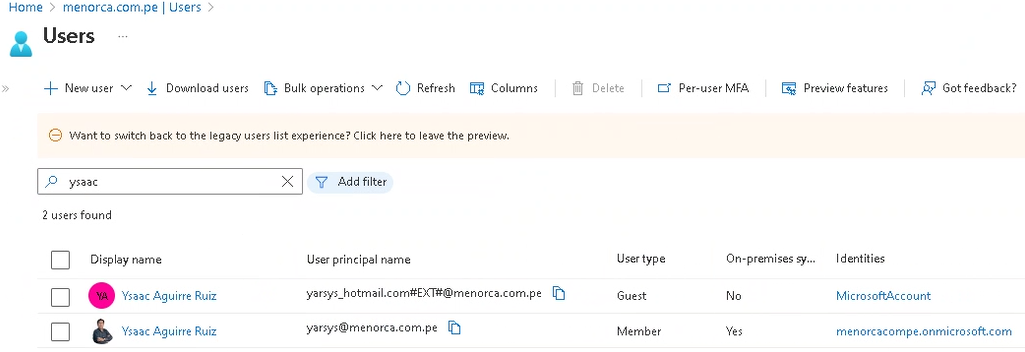 Home > menorca.com.pe | Users >
Users ...
» New user Download users Bulk operations Refresh Columns Delete Per-user MFA Preview features Got feedback?
Want to switch back to the legacy users list experience? Click here to leave the preview.
ysaac Add filter
2 users found
Display name User principal name User type On-premises sy... Identities
YA Ysaac Aguirre Ruiz yarsys_hotmail.com#EXT#@menorca.com.pe Guest No MicrosoftAccount
Ysaac Aguirre Ruiz yarsys@menorca.com.pe Member Yes menorcacompe.onmicrosoft.com